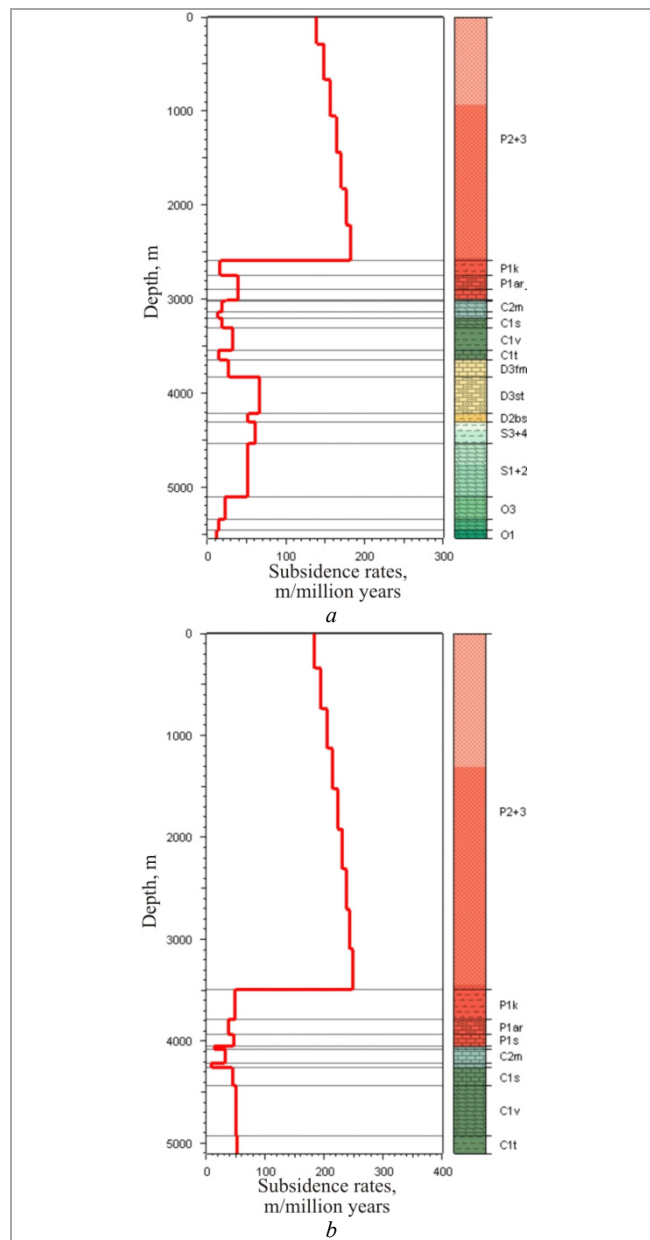 0
1000
2000
3000
4000
5000
Depth, m
0 100 200 300
Subsidence rates,
m/million years
P2+3
P1k
P1ar
C2m
C1s
C1v
C1t
D3fm
D3st
D2bs
S3+4
S1+2
O3
O1
a
0
1000
2000
3000
4000
5000
Depth, m
0 100 200 300 400
Subsidence rates,
m/million years
P2+3
P1k
P1ar
P1s
C2m
C1s
C1v
C1t
b